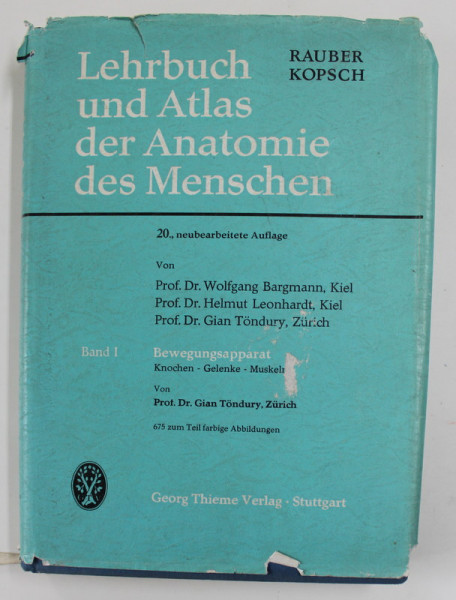 RAUBER
KOPSCH
Lehrbuch
und Atlas
der Anatomie
des Menschen
20., neubearbeitete Auflage
Von
Prof. Dr. Wolfgang Bargmann, Kiel
Prof. Dr. Helmut Leonhardt, Kiel
Prof. Dr. Gian Töndury, Zürich
Band I Bewegungsapparat
Knochen - Gelenke - Muskeln
Von
Prof. Dr. Gian Töndury, Zürich
675 zum Teil farbige Abbildungen
Georg Thieme Verlag · Stuttgart